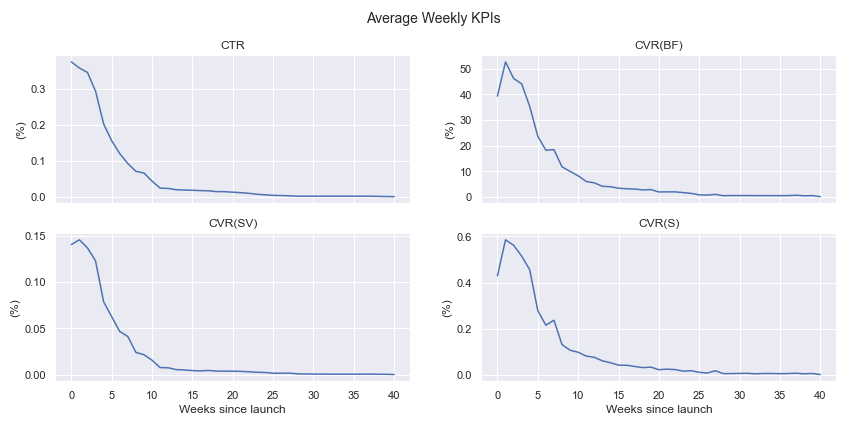 Average Weekly KPIs
CTR
(%)
0.3
0.2
0.1
0.0
CVR(BF)
(%)
50
40
30
20
10
0
CVR(SV)
(%)
0.15
0.10
0.05
0.00
0 5 10 15 20 25 30 35 40
Weeks since launch
CVR(S)
(%)
0.6
0.4
0.2
0.0
0 5 10 15 20 25 30 35 40
Weeks since launch